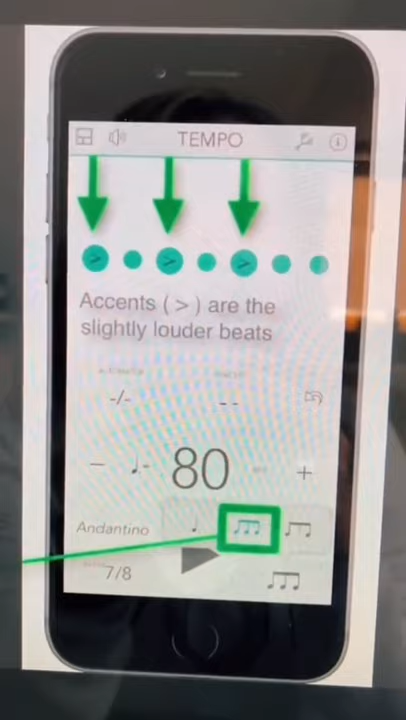 TEMPO
> > >
Accents ( > ) are the
slightly louder beats
-/- --
− 80 +
Andantino
7/8